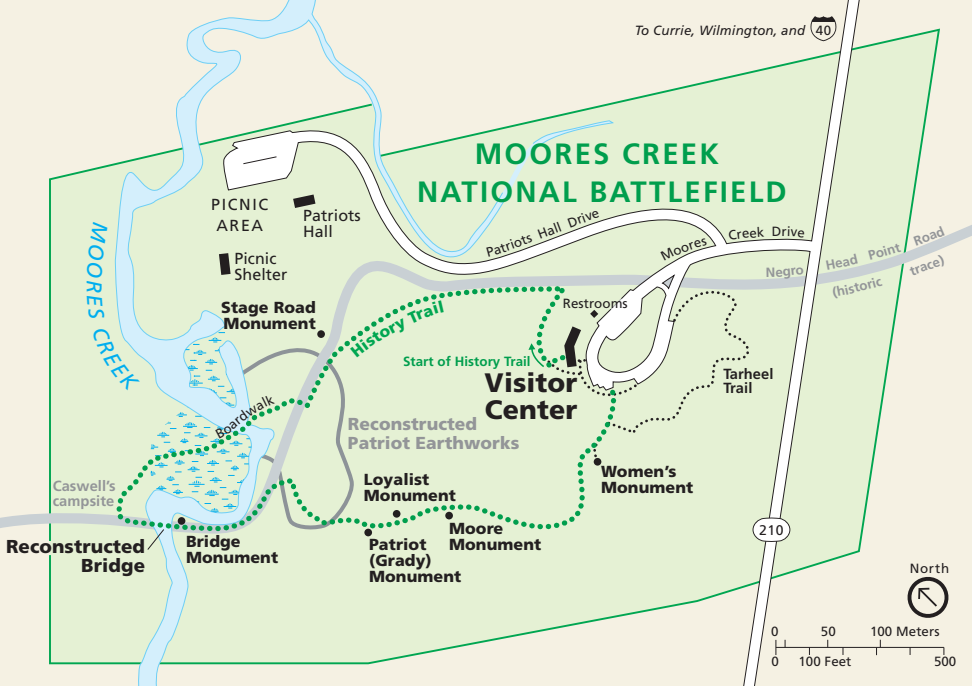 To Currie, Wilmington, and 40
MOORES CREEK
NATIONAL BATTLEFIELD
PICNIC
AREA
Patriots
Hall
Picnic
Shelter
MOORES CREEK
Patriots Hall Drive
Moores Creek Drive
Negro Head Point Road
(historic trace)
Stage Road
Monument
History Trail
Restrooms
Start of History Trail
Visitor
Center
Tarheel
Trail
Boardwalk
Reconstructed
Patriot Earthworks
Caswell's
campsite
Loyalist
Monument
Women's
Monument
Reconstructed
Bridge
Bridge
Monument
Patriot
(Grady)
Monument
Moore
Monument
210
North
0 50 100 Meters
0 100 Feet 500